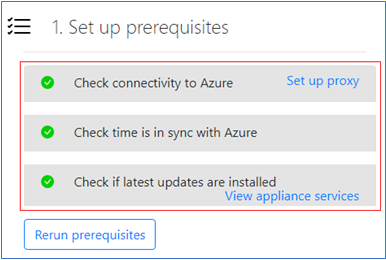 1. Set up prerequisites
Check connectivity to Azure Set up proxy
Check time is in sync with Azure
Check if latest updates are installed
View appliance services
Rerun prerequisites